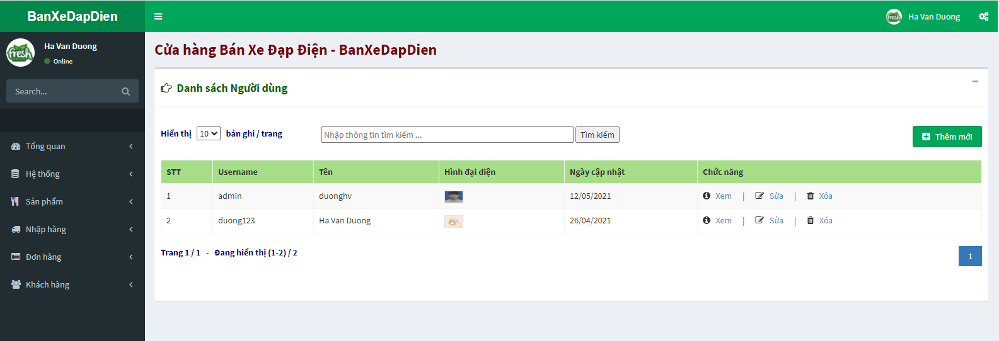 BanXeDapDien
Ha Van Duong
Ha Van Duong
Online
Search...
Tổng quan
Hệ thống
Sản phẩm
Nhập hàng
Đơn hàng
Khách hàng
Cửa hàng Bán Xe Đạp Điện - BanXeDapDien
Danh sách Người dùng
Hiển thị 10 bản ghi / trang Nhập thông tin tìm kiếm ... Tìm kiếm Thêm mới
STT Username Tên Hình đại diện Ngày cập nhật Chức năng
1 admin duonghv 12/05/2021 Xem | Sửa | Xóa
2 duong123 Ha Van Duong 26/04/2021 Xem | Sửa | Xóa
Trang 1 / 1 - Đang hiển thị (1-2) / 2 1